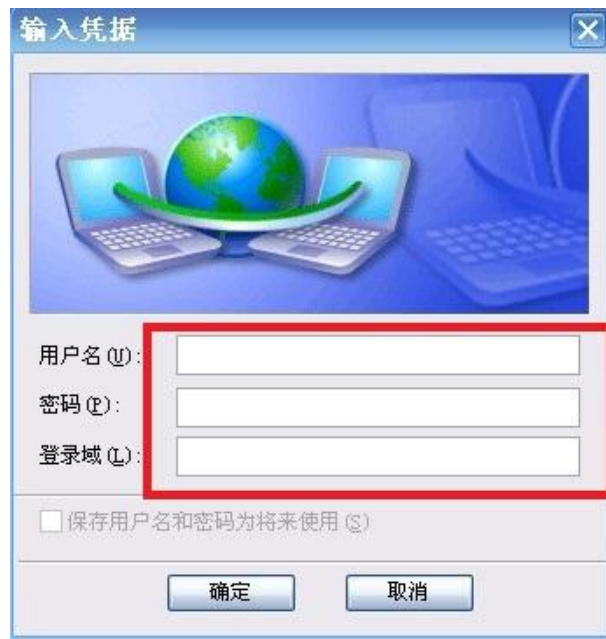 输入凭据
用户名(U):
密码(P):
登录域(L):
保存用户名和密码为将来使用(S)
确定 取消